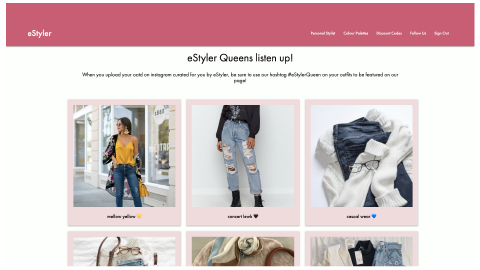 eStyler
Personal Stylist Colour Palettes Discount Codes Follow Us Sign Out
eStyler Queens listen up!
When you upload your ootd on instagram curated for you by eStyler, be sure to use our hashtag #eStylerQueen on your outfits to be featured on our
page!
mellow yellow 💛
concert look 🖤
casual wear 💙